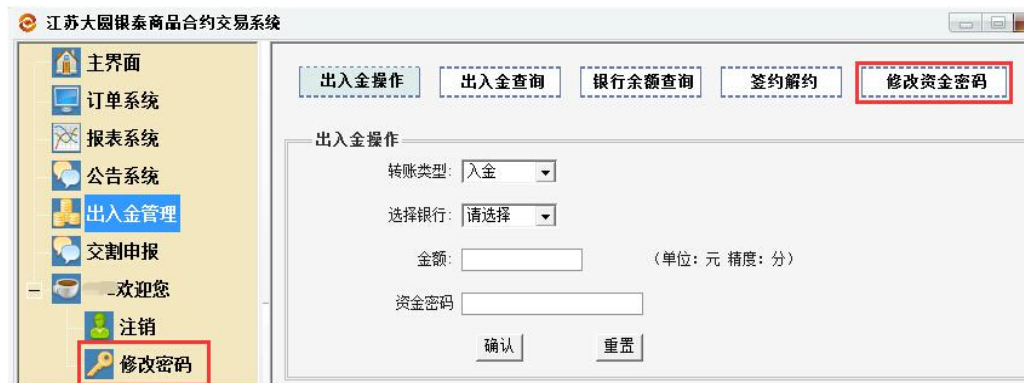 江苏大圆银泰商品合约交易系统
主界面
订单系统
报表系统
公告系统
出入金管理
交割申报
欢迎您
注销
修改密码
出入金操作 出入金查询 银行余额查询 签约解约 修改资金密码
出入金操作
转账类型: 入金
选择银行: 请选择
金额: (单位: 元 精度: 分)
资金密码
确认 重置